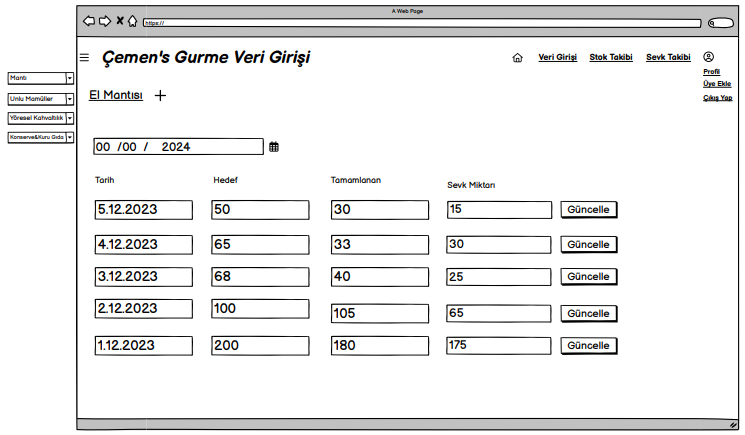 A Web Page
https://
Çemen's Gurme Veri Girişi
Veri Girişi Stok Takibi Sevk Takibi
Profil
Üye Ekle
Çıkış Yap
Mantı
Unlu Mamüller
Yöresel Kahvaltılık
Konserve&Kuru Gıda
El Mantısı +
00 /00 / 2024
Tarih Hedef Tamamlanan Sevk Miktarı
5.12.2023 50 30 15 Güncelle
4.12.2023 65 33 30 Güncelle
3.12.2023 68 40 25 Güncelle
2.12.2023 100 105 65 Güncelle
1.12.2023 200 180 175 Güncelle